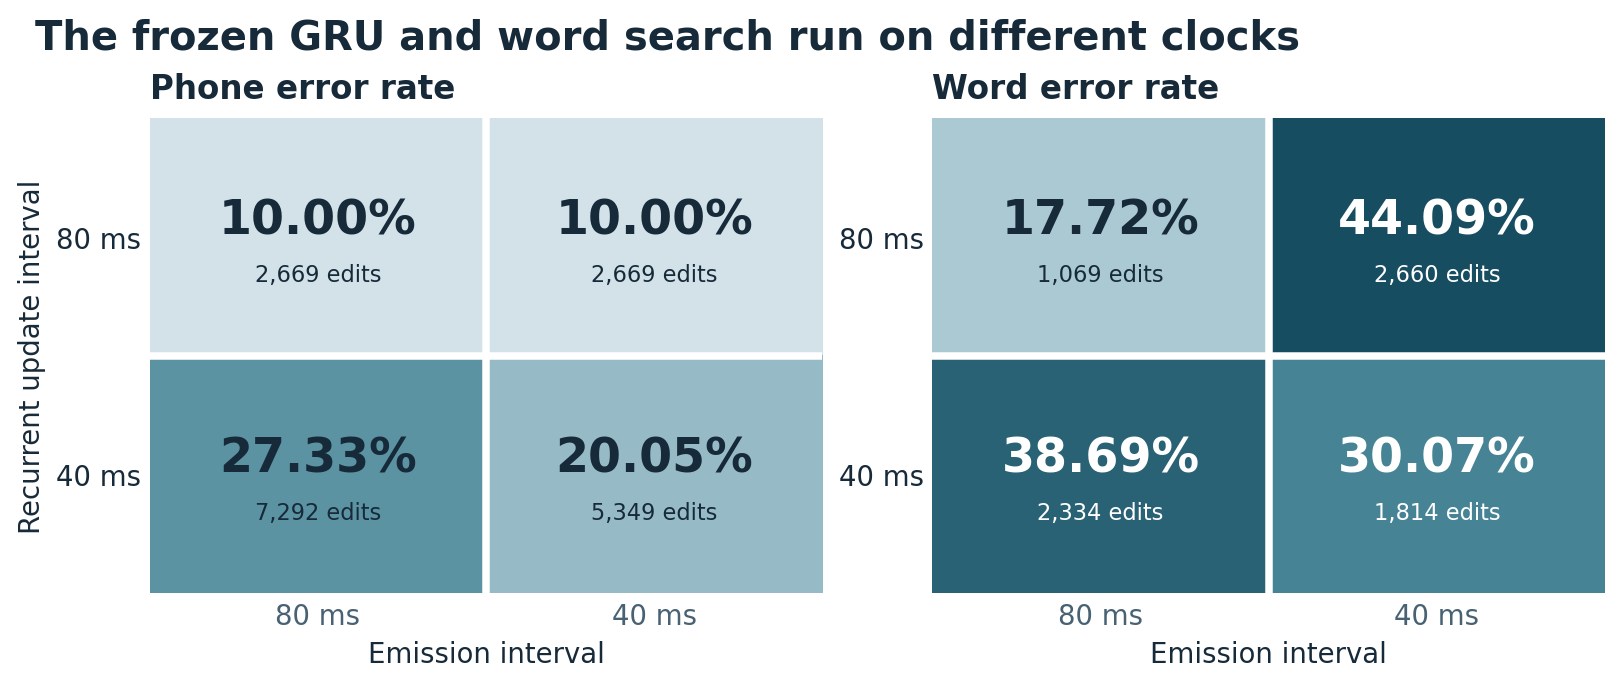 The frozen GRU and word search run on different clocks
Phone error rate
Recurrent update interval
80 ms
10.00%
2,669 edits
10.00%
2,669 edits
40 ms
27.33%
7,292 edits
20.05%
5,349 edits
80 ms
40 ms
Emission interval
Word error rate
80 ms
17.72%
1,069 edits
44.09%
2,660 edits
40 ms
38.69%
2,334 edits
30.07%
1,814 edits
80 ms
40 ms
Emission interval